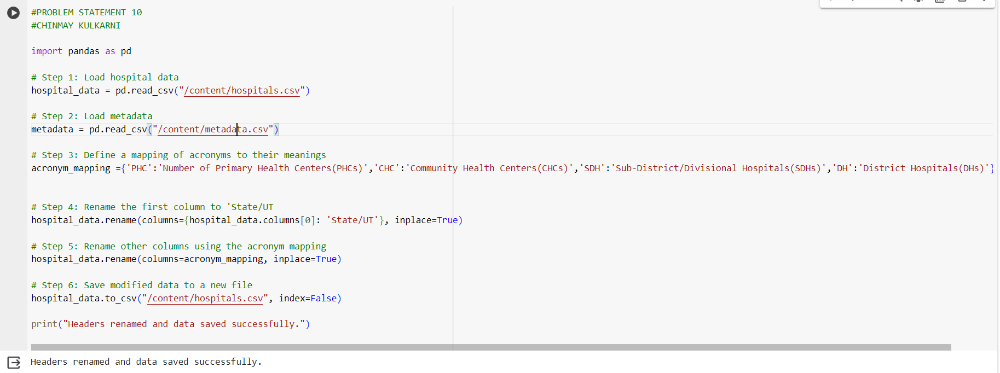 #PROBLEM STATEMENT 10
#CHINMAY KULKARNI
import pandas as pd
# Step 1: Load hospital data
hospital_data = pd.read_csv("/content/hospitals.csv")
# Step 2: Load metadata
metadata = pd.read_csv("/content/metadata.csv")
# Step 3: Define a mapping of acronyms to their meanings
acronym_mapping ={'PHC':'Number of Primary Health Centers(PHCs)','CHC':'Community Health Centers(CHCs)','SDH':'Sub-District/Divisional Hospitals(SDHs)','DH':'District Hospitals(DHs)'}
# Step 4: Rename the first column to 'State/UT
hospital_data.rename(columns={hospital_data.columns[0]: 'State/UT'}, inplace=True)
# Step 5: Rename other columns using the acronym mapping
hospital_data.rename(columns=acronym_mapping, inplace=True)
# Step 6: Save modified data to a new file
hospital_data.to_csv("/content/hospitals.csv", index=False)
print("Headers renamed and data saved successfully.")
Headers renamed and data saved successfully.